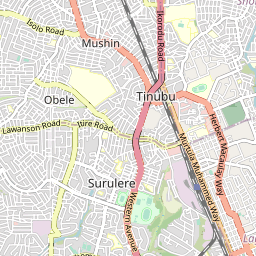 Isolo Road
Mushin
Ikorodu Road
Obele
Tinubu
Lawanson Road
Itire Road
Herbert Macaulay Way
Murtula Muhammed Way
Surulere
Western Avenue